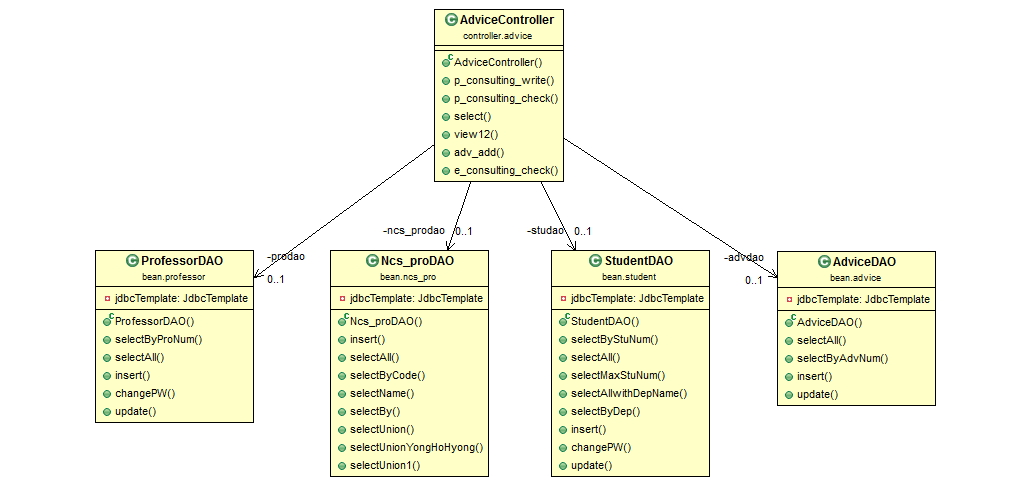 AdviceController
controller.advice
AdviceController()
p_consulting_write()
p_consulting_check()
select()
view12()
adv_add()
e_consulting_check()
-prodao
0..1
-ncs_prodao
0..1
-studao
0..1
-advdao
0..1
ProfessorDAO
bean.professor
jdbcTemplate: JdbcTemplate
ProfessorDAO()
selectByProNum()
selectAll()
insert()
changePW()
update()
Ncs_proDAO
bean.ncs_pro
jdbcTemplate: JdbcTemplate
Ncs_proDAO()
insert()
selectAll()
selectByCode()
selectName()
selectBy()
selectUnion()
selectUnionYongHoHyong()
selectUnion1()
StudentDAO
bean.student
jdbcTemplate: JdbcTemplate
StudentDAO()
selectByStuNum()
selectAll()
selectMaxStuNum()
selectAllwithDepName()
selectByDep()
insert()
changePW()
update()
AdviceDAO
bean.advice
jdbcTemplate: JdbcTemplate
AdviceDAO()
selectAll()
selectByAdvNum()
insert()
update()